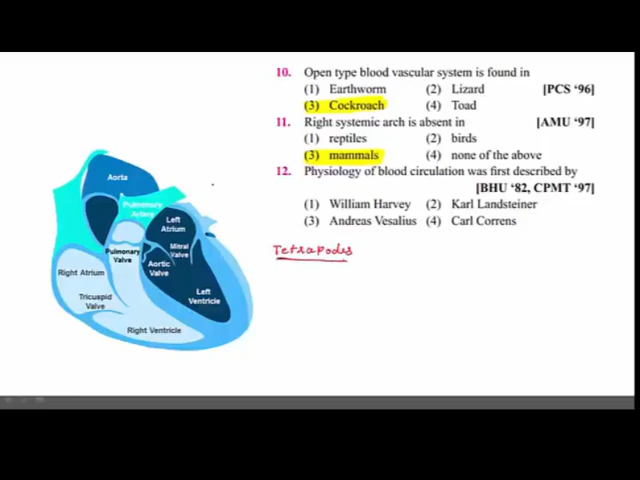 10. Open type blood vascular system is found in
(1) Earthworm (2) Lizard [PCS ‘96]
(3) Cockroach (4) Toad
11. Right systemic arch is absent in [AMU ‘97]
(1) reptiles (2) birds
(3) mammals (4) none of the above
12. Physiology of blood circulation was first described by
[BHU ‘82, CPMT ‘97]
(1) William Harvey (2) Karl Landsteiner
(3) Andreas Vesalius (4) Carl Correns
Tetrapodes
Aorta
Pulmonary
Artery
Left
Atrium
Pulmonary
Valve
Mitral
Valve
Aortic
Valve
Right Atrium
Tricuspid
Valve
Left
Ventricle
Right Ventricle